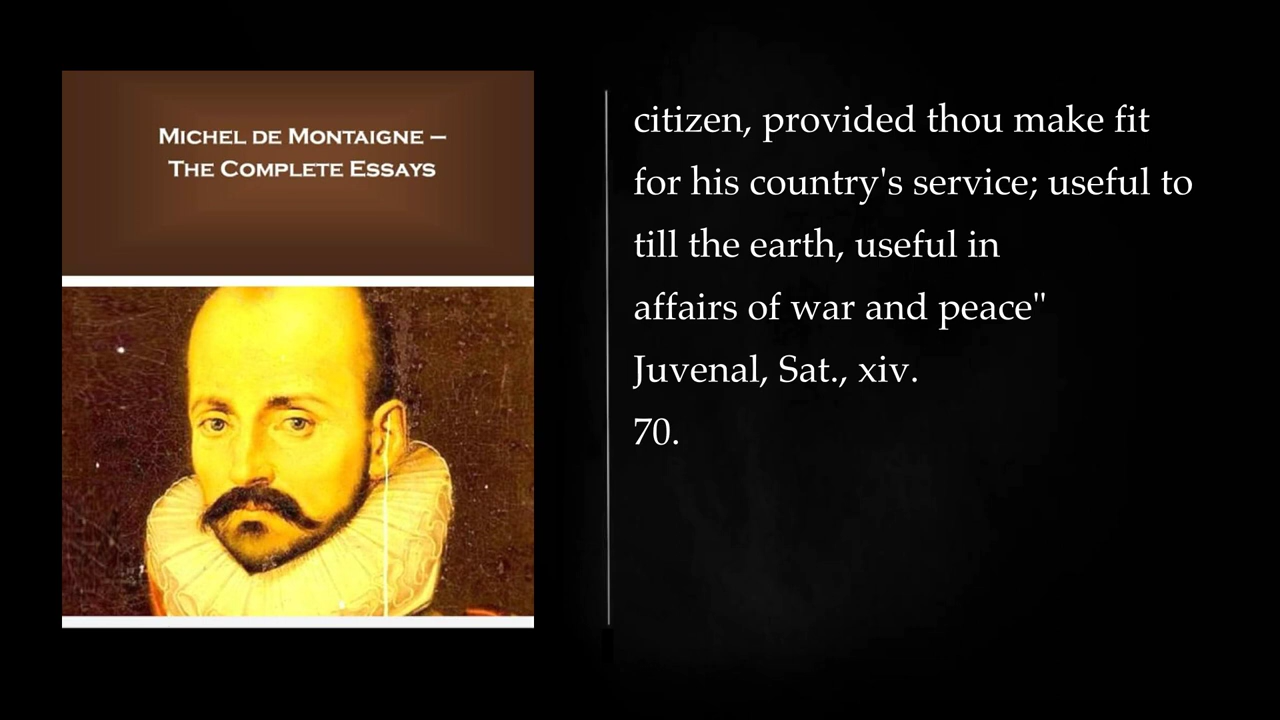 MICHEL DE MONTAIGNE –
THE COMPLETE ESSAYS
citizen, provided thou make fit
for his country's service; useful to
till the earth, useful in
affairs of war and peace"
Juvenal, Sat., xiv.
70.